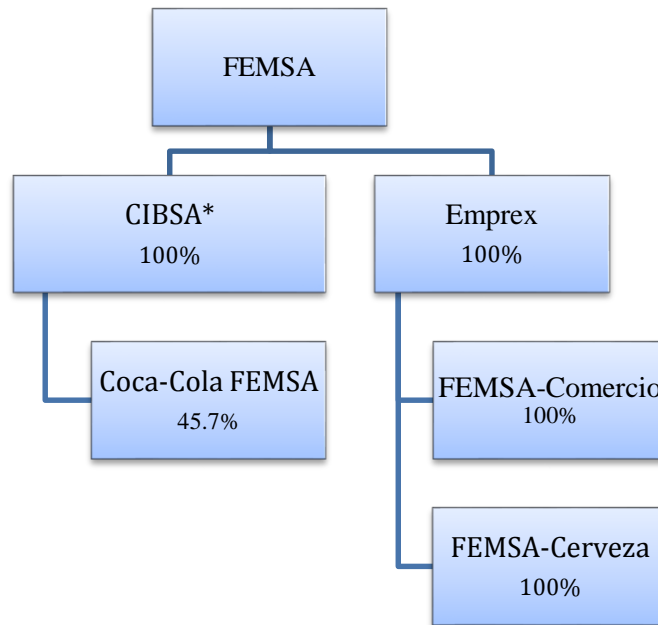 FEMSA
CIBSA*
100%
Emprex
100%
Coca-Cola FEMSA
45.7%
FEMSA-Comercio
100%
FEMSA-Cerveza
100%